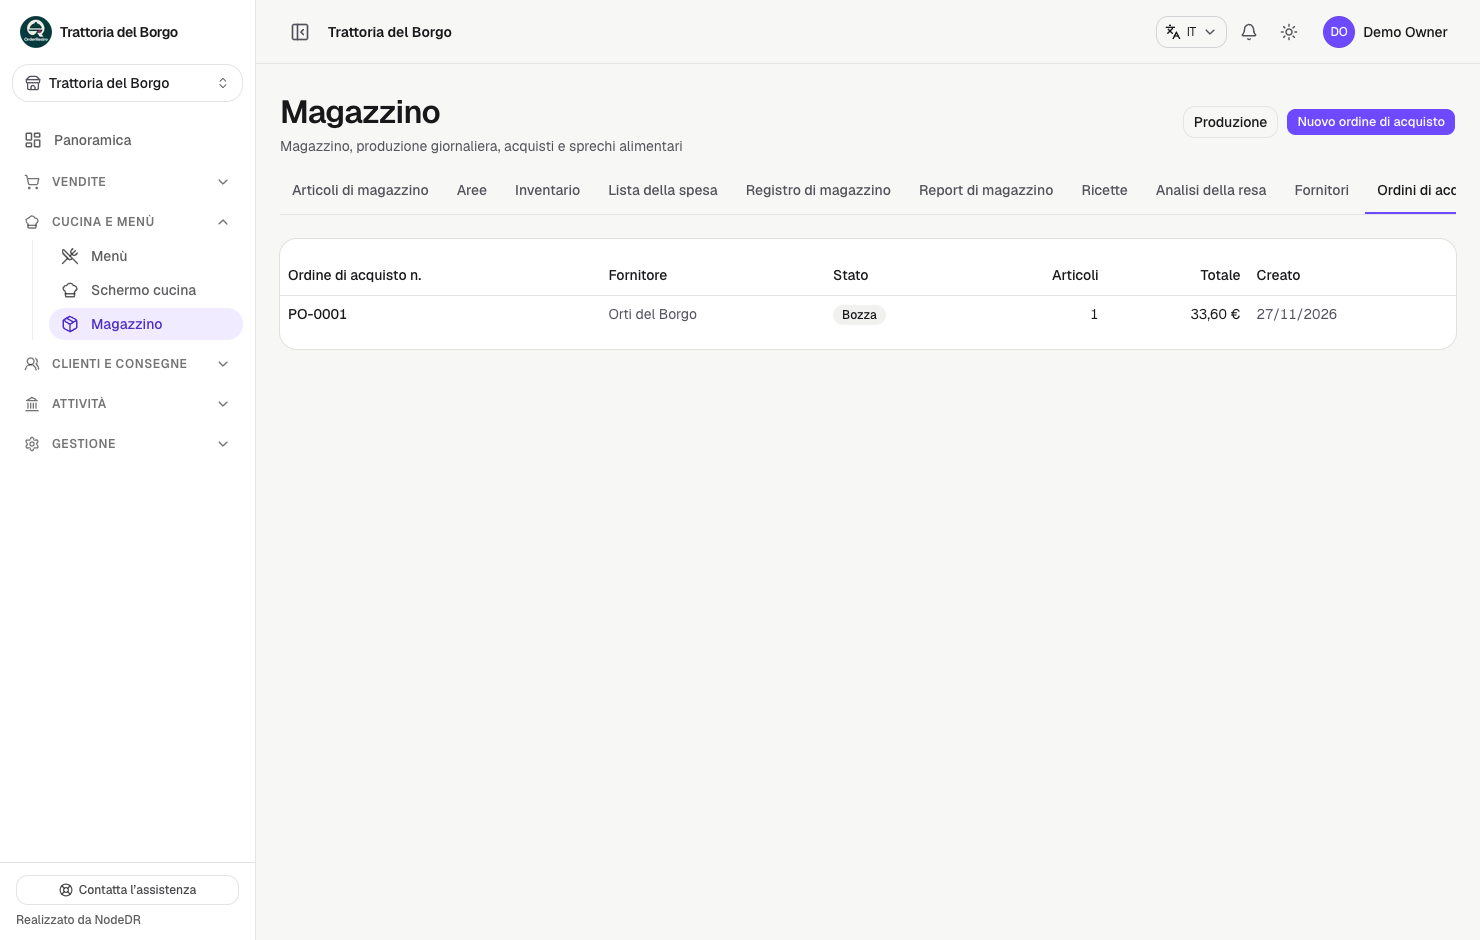 Trattoria del Borgo
Trattoria del Borgo
Panoramica
VENDITE
CUCINA E MENÙ
Menù
Schermo cucina
Magazzino
CLIENTI E CONSEGNE
ATTIVITÀ
GESTIONE
Contatta l'assistenza
Realizzato da NodeDR
Trattoria del Borgo
IT
DO
Demo Owner
Magazzino
Magazzino, produzione giornaliera, acquisti e sprechi alimentari
Produzione
Nuovo ordine di acquisto
Articoli di magazzino Aree Inventario Lista della spesa Registro di magazzino Report di magazzino Ricette Analisi della resa Fornitori Ordini di acq
Ordine di acquisto n. Fornitore Stato Articoli Totale Creato
PO-0001 Orti del Borgo Bozza 1 33,60 € 27/11/2026